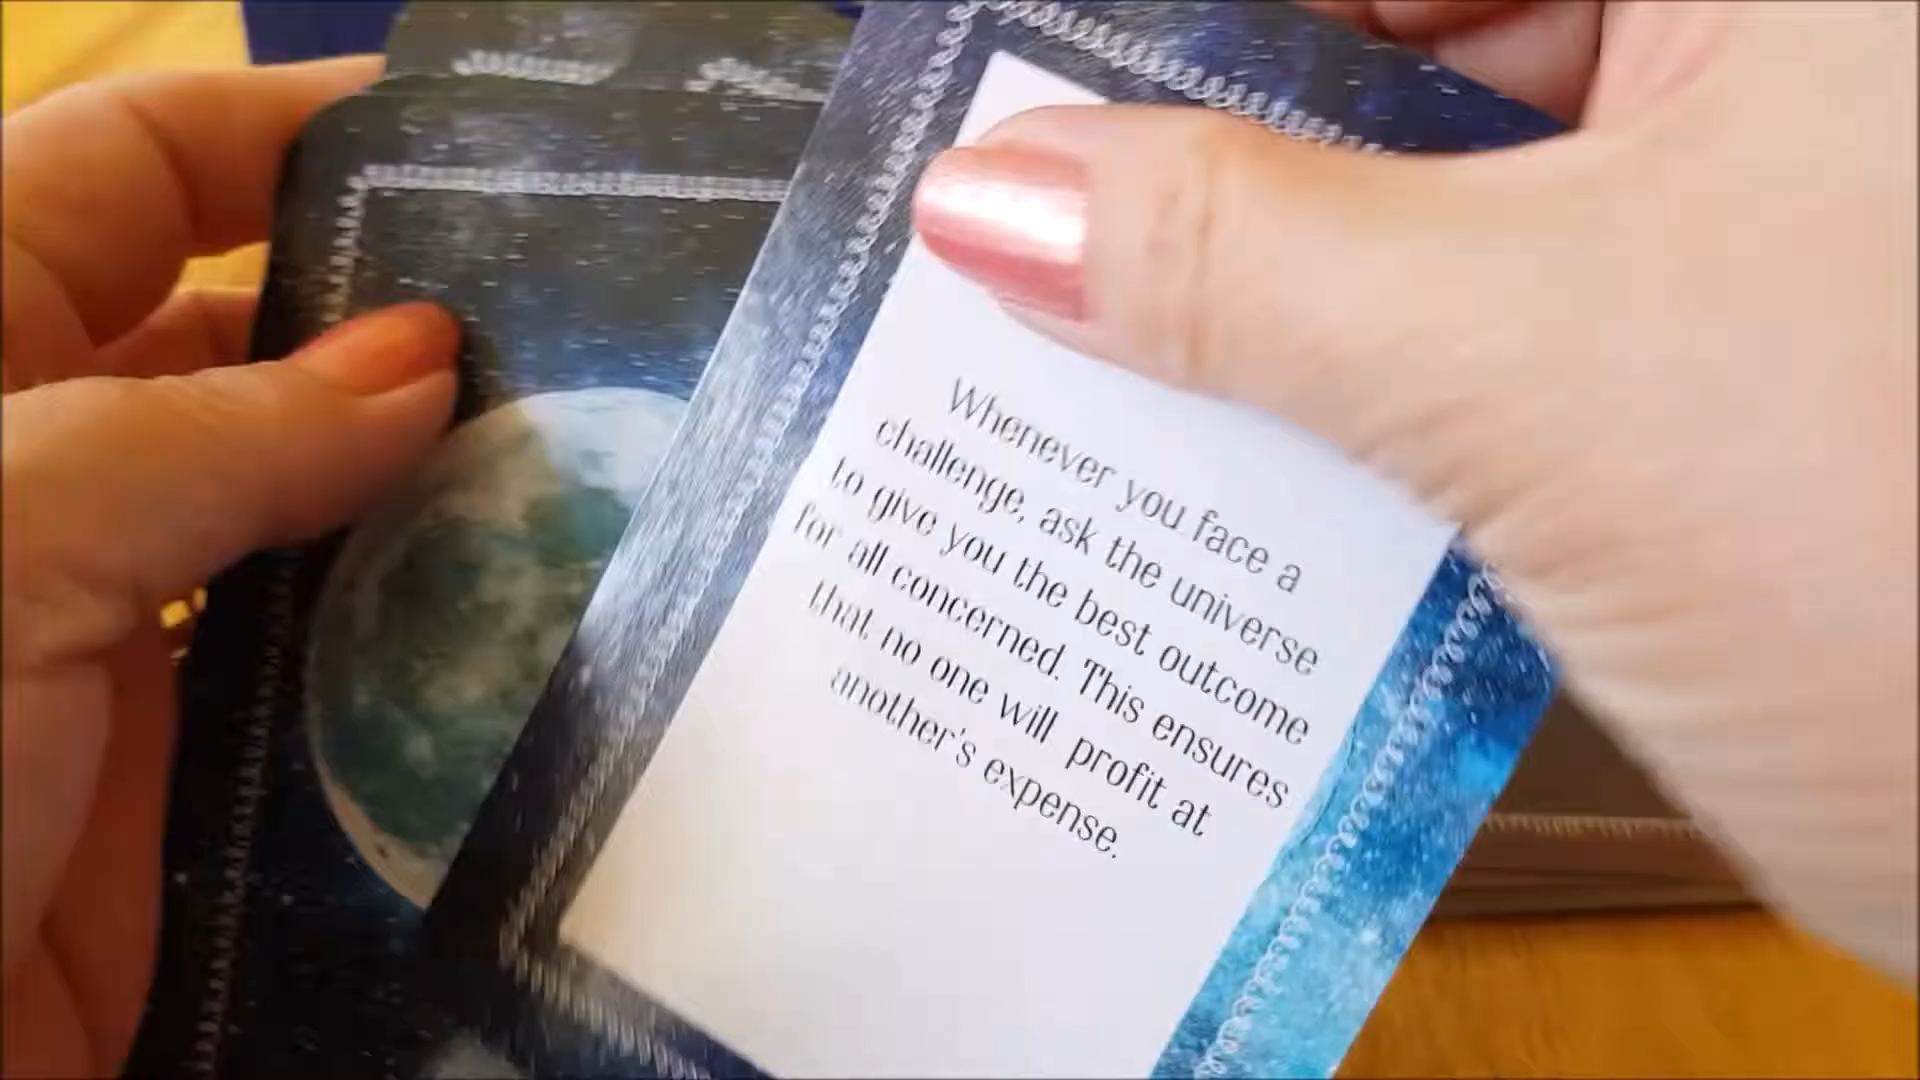 Whenever you face a
challenge, ask the universe
to give you the best outcome
for all concerned. This ensures
that no one will profit at
another's expense.